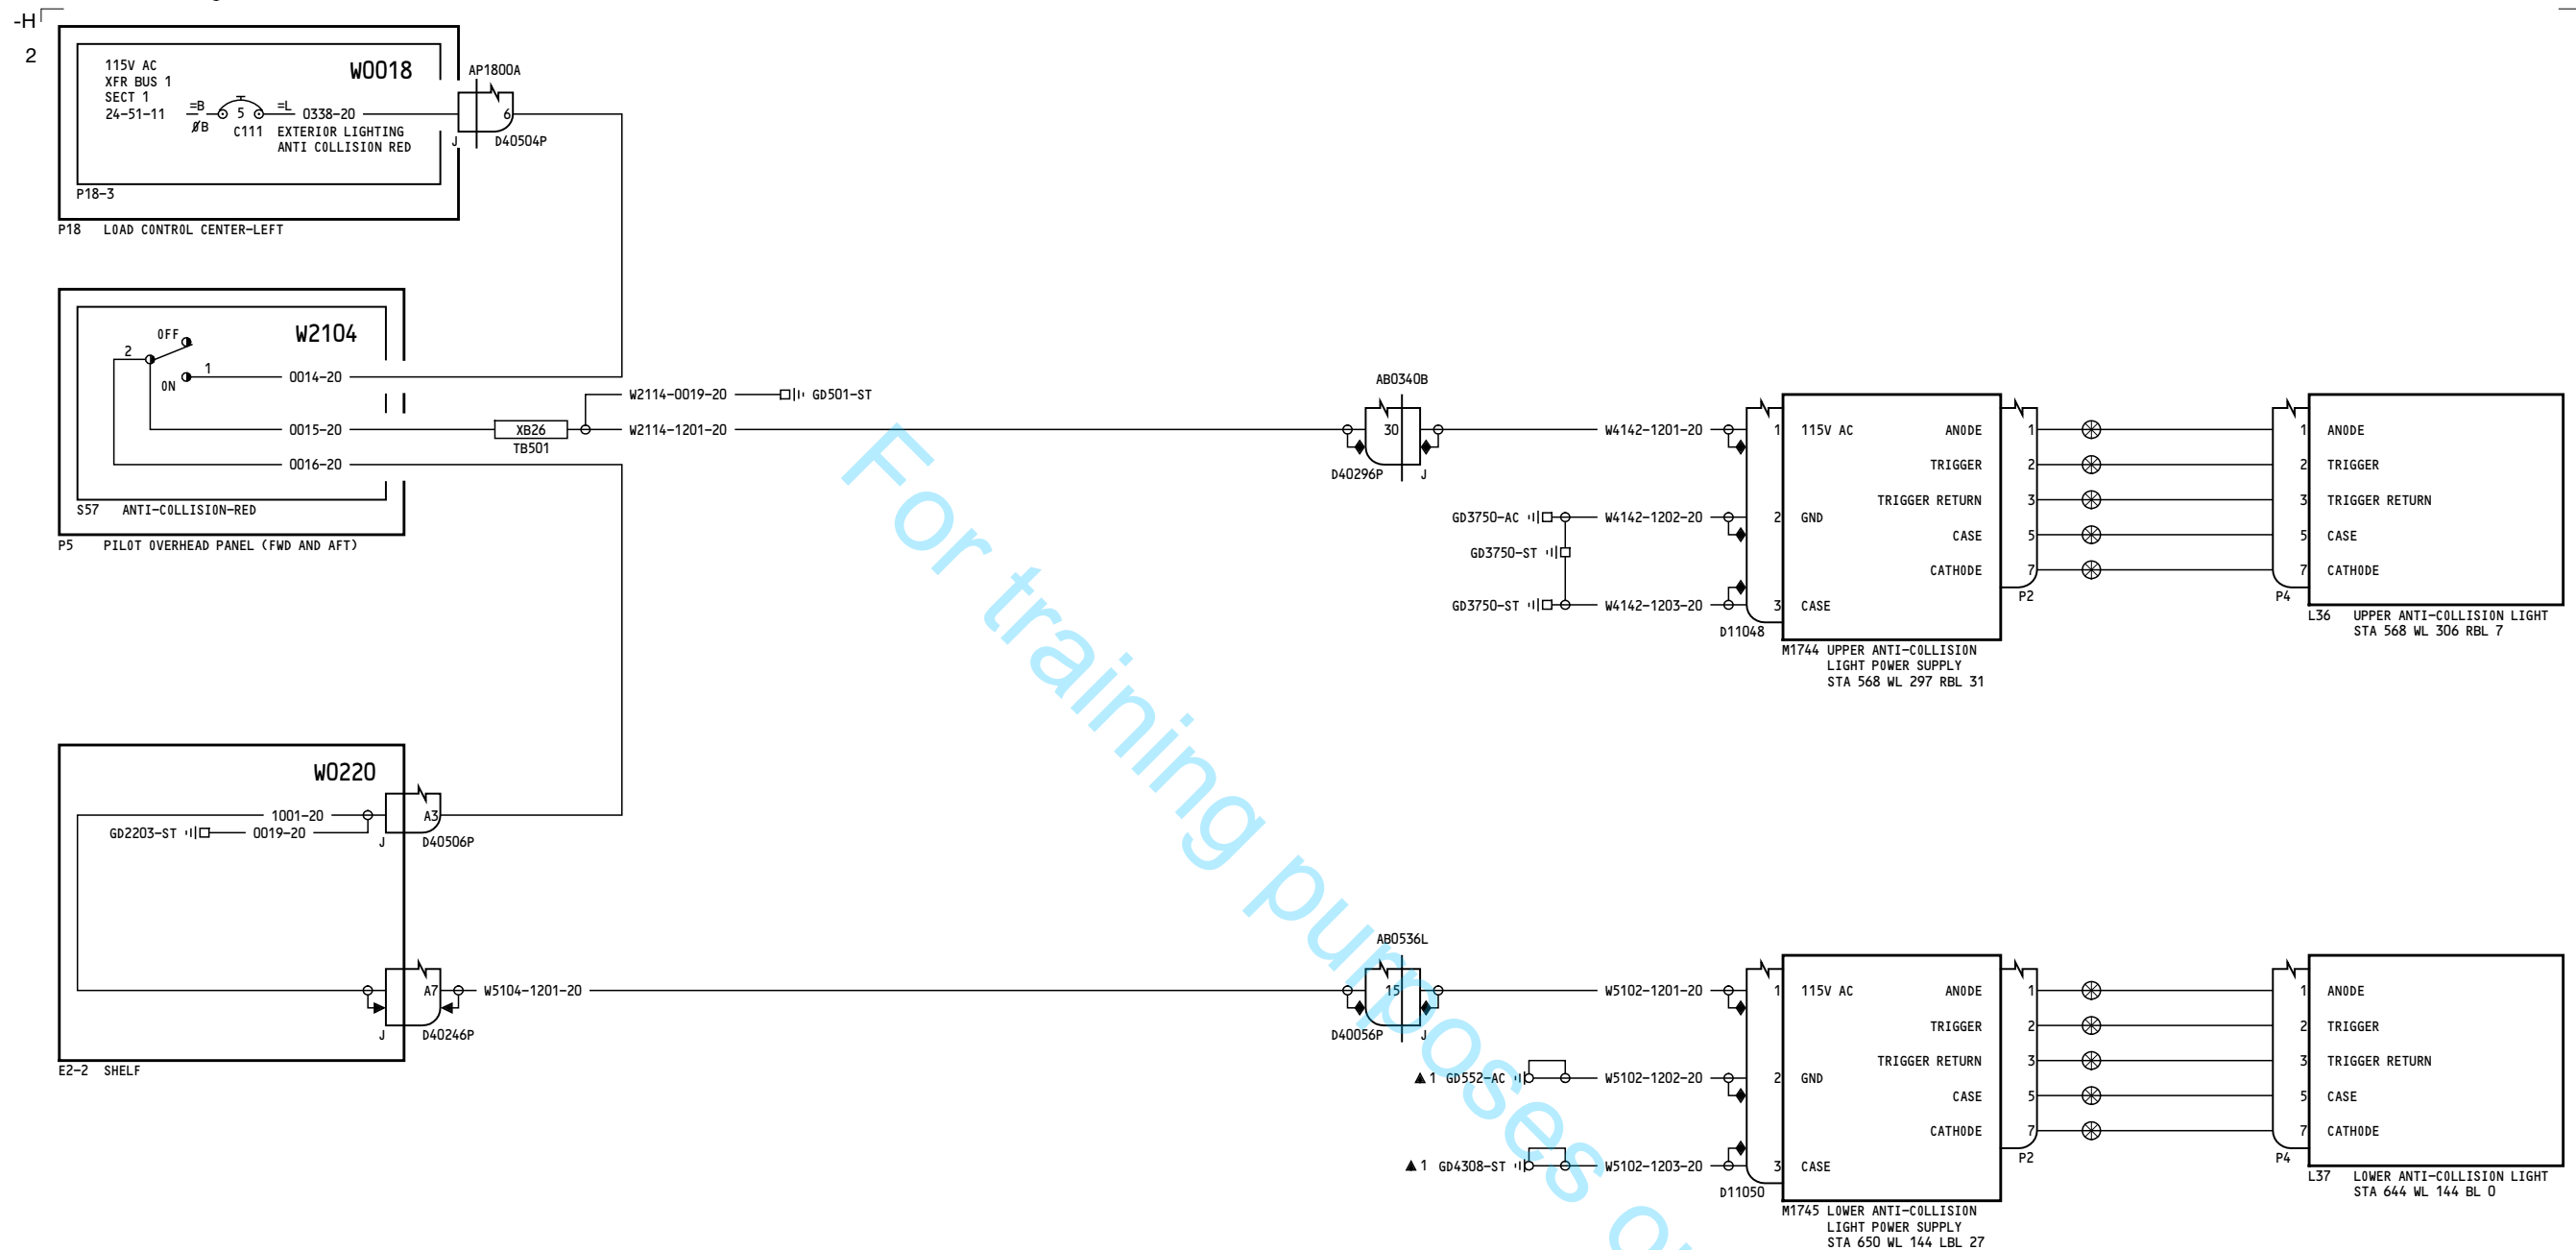 -H
2
115V AC
XFR BUS 1
SECT 1
24-51-11
W0018
=B
ØB
5
C111
=L
0338-20
EXTERIOR LIGHTING
ANTI COLLISION RED
P18-3
P18 LOAD CONTROL CENTER-LEFT
AP1800A
6
J
D40504P
W2104
OFF
2
ON
1
0014-20
0015-20
0016-20
S57 ANTI-COLLISION-RED
P5 PILOT OVERHEAD PANEL (FWD AND AFT)
XB26
TB501
W2114-0019-20
GD501-ST
W2114-1201-20
AB0340B
30
D40296P
J
W4142-1201-20
GD3750-AC
W4142-1202-20
GD3750-ST
GD3750-ST
W4142-1203-20
D11048
1 115V AC
2 GND
3 CASE
ANODE 1
TRIGGER 2
TRIGGER RETURN 3
CASE 5
CATHODE 7
P2
M1744 UPPER ANTI-COLLISION
LIGHT POWER SUPPLY
STA 568 WL 297 RBL 31
1 ANODE
2 TRIGGER
3 TRIGGER RETURN
5 CASE
7 CATHODE
P4
L36 UPPER ANTI-COLLISION LIGHT
STA 568 WL 306 RBL 7
W0220
1001-20
GD2203-ST
0019-20
A3
J
D40506P
A7
J
D40246P
E2-2 SHELF
W5104-1201-20
AB0536L
15
D40056P
J
W5102-1201-20
1 GD552-AC
W5102-1202-20
1 GD4308-ST
W5102-1203-20
D11050
1 115V AC
2 GND
3 CASE
ANODE 1
TRIGGER 2
TRIGGER RETURN 3
CASE 5
CATHODE 7
P2
M1745 LOWER ANTI-COLLISION
LIGHT POWER SUPPLY
STA 650 WL 144 LBL 27
1 ANODE
2 TRIGGER
3 TRIGGER RETURN
5 CASE
7 CATHODE
P4
L37 LOWER ANTI-COLLISION LIGHT
STA 644 WL 144 BL 0
For training purposes